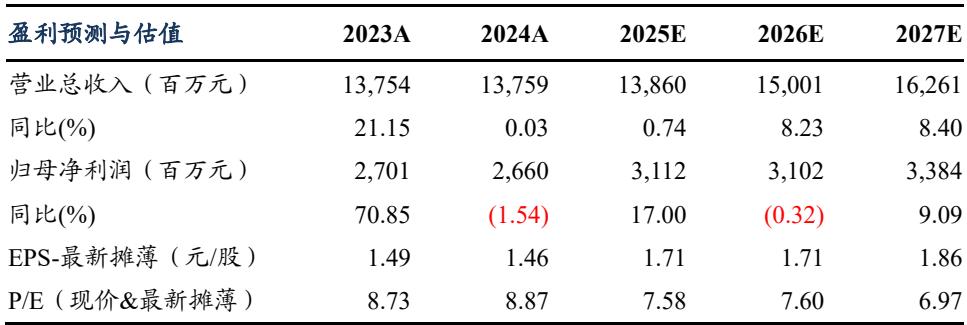 盈利预测与估值 2023A 2024A 2025E 2026E 2027E
营业总收入（百万元） 13,754 13,759 13,860 15,001 16,261
同比(%) 21.15 0.03 0.74 8.23 8.40
归母净利润（百万元） 2,701 2,660 3,112 3,102 3,384
同比(%) 70.85 (1.54) 17.00 (0.32) 9.09
EPS-最新摊薄（元/股） 1.49 1.46 1.71 1.71 1.86
P/E（现价&最新摊薄） 8.73 8.87 7.58 7.60 6.97